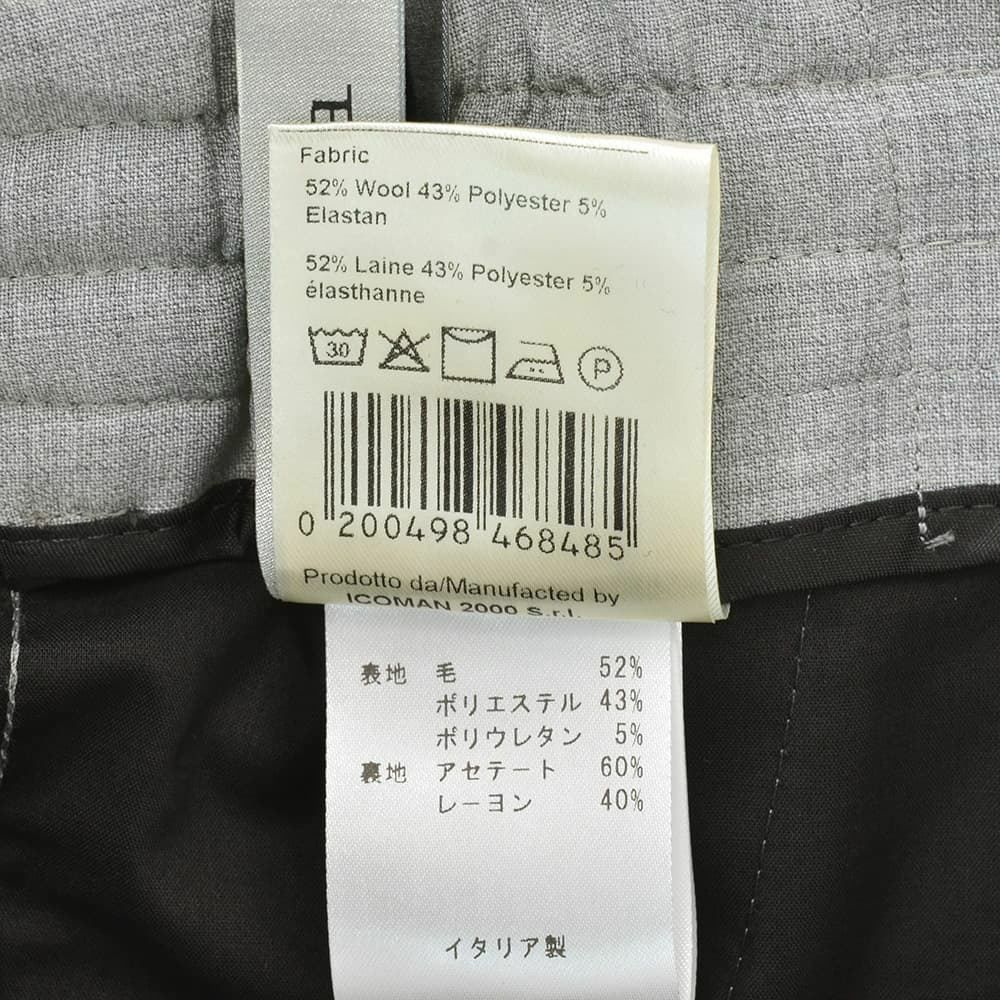 Fabric
52% Wool 43% Polyester 5%
Elastan
52% Laine 43% Polyester 5%
élasthanne
30 P
0 200498 468485
Prodotto da/Manufacted by
ICOMAN 2000 S.r.l.
表地 毛 52%
ポリエステル 43%
ポリウレタン 5%
裏地 アセテート 60%
レーヨン 40%
イタリア製